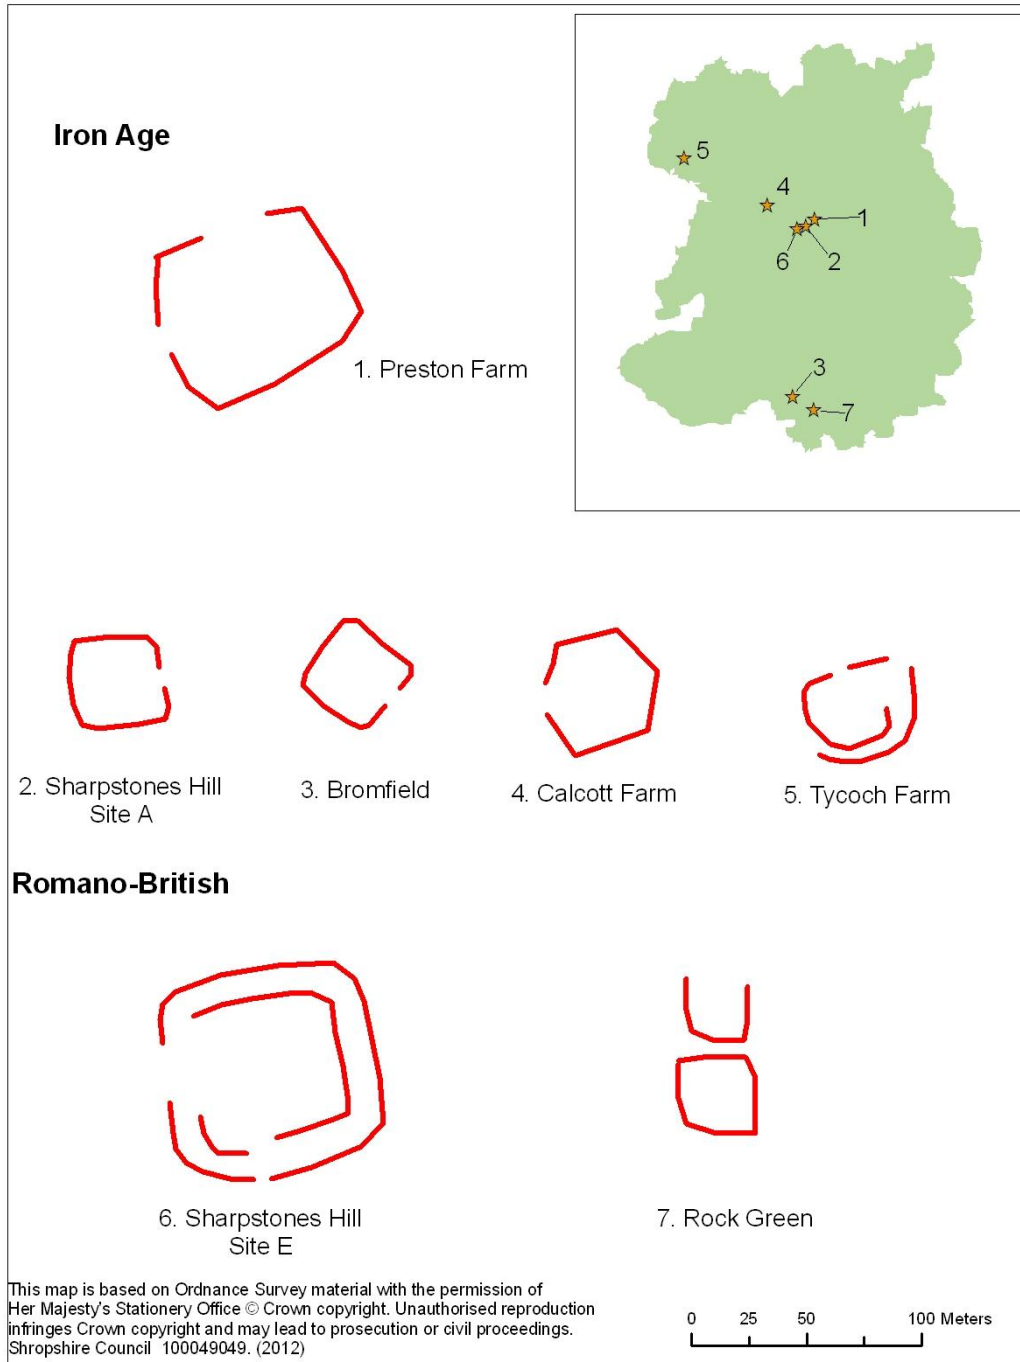 Iron Age
5
4
1
6
2
3
7
1. Preston Farm
2. Sharpstones Hill
Site A
3. Bromfield
4. Calcott Farm
5. Tycoch Farm
Romano-British
6. Sharpstones Hill
Site E
7. Rock Green
This map is based on Ordnance Survey material with the permission of
Her Majesty's Stationery Office © Crown copyright. Unauthorised reproduction
infringes Crown copyright and may lead to prosecution or civil proceedings.
Shropshire Council 100049049. (2012)
0 25 50 100 Meters